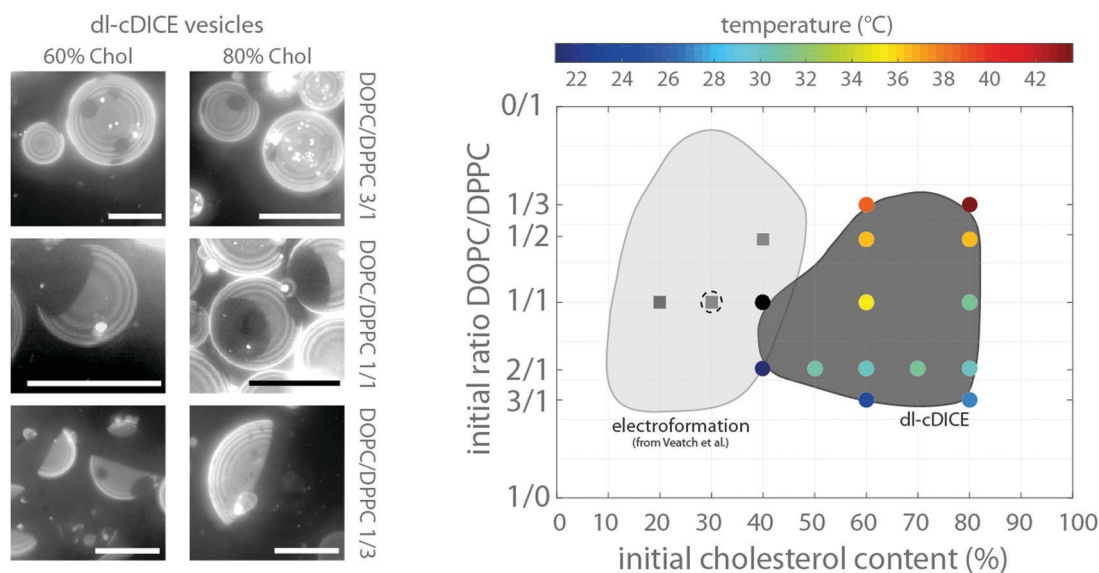 dl-cDICE vesicles
60% Chol
80% Chol
DOPC/DPPC 3/1
DOPC/DPPC 1/1
DOPC/DPPC 1/3
temperature (°C)
22 24 26 28 30 32 34 36 38 40 42
initial ratio DOPC/DPPC
0/1
1/3
1/2
1/1
2/1
3/1
1/0
electroformation
(from Veatch et al.)
dl-cDICE
0 10 20 30 40 50 60 70 80 90 100
initial cholesterol content (%)